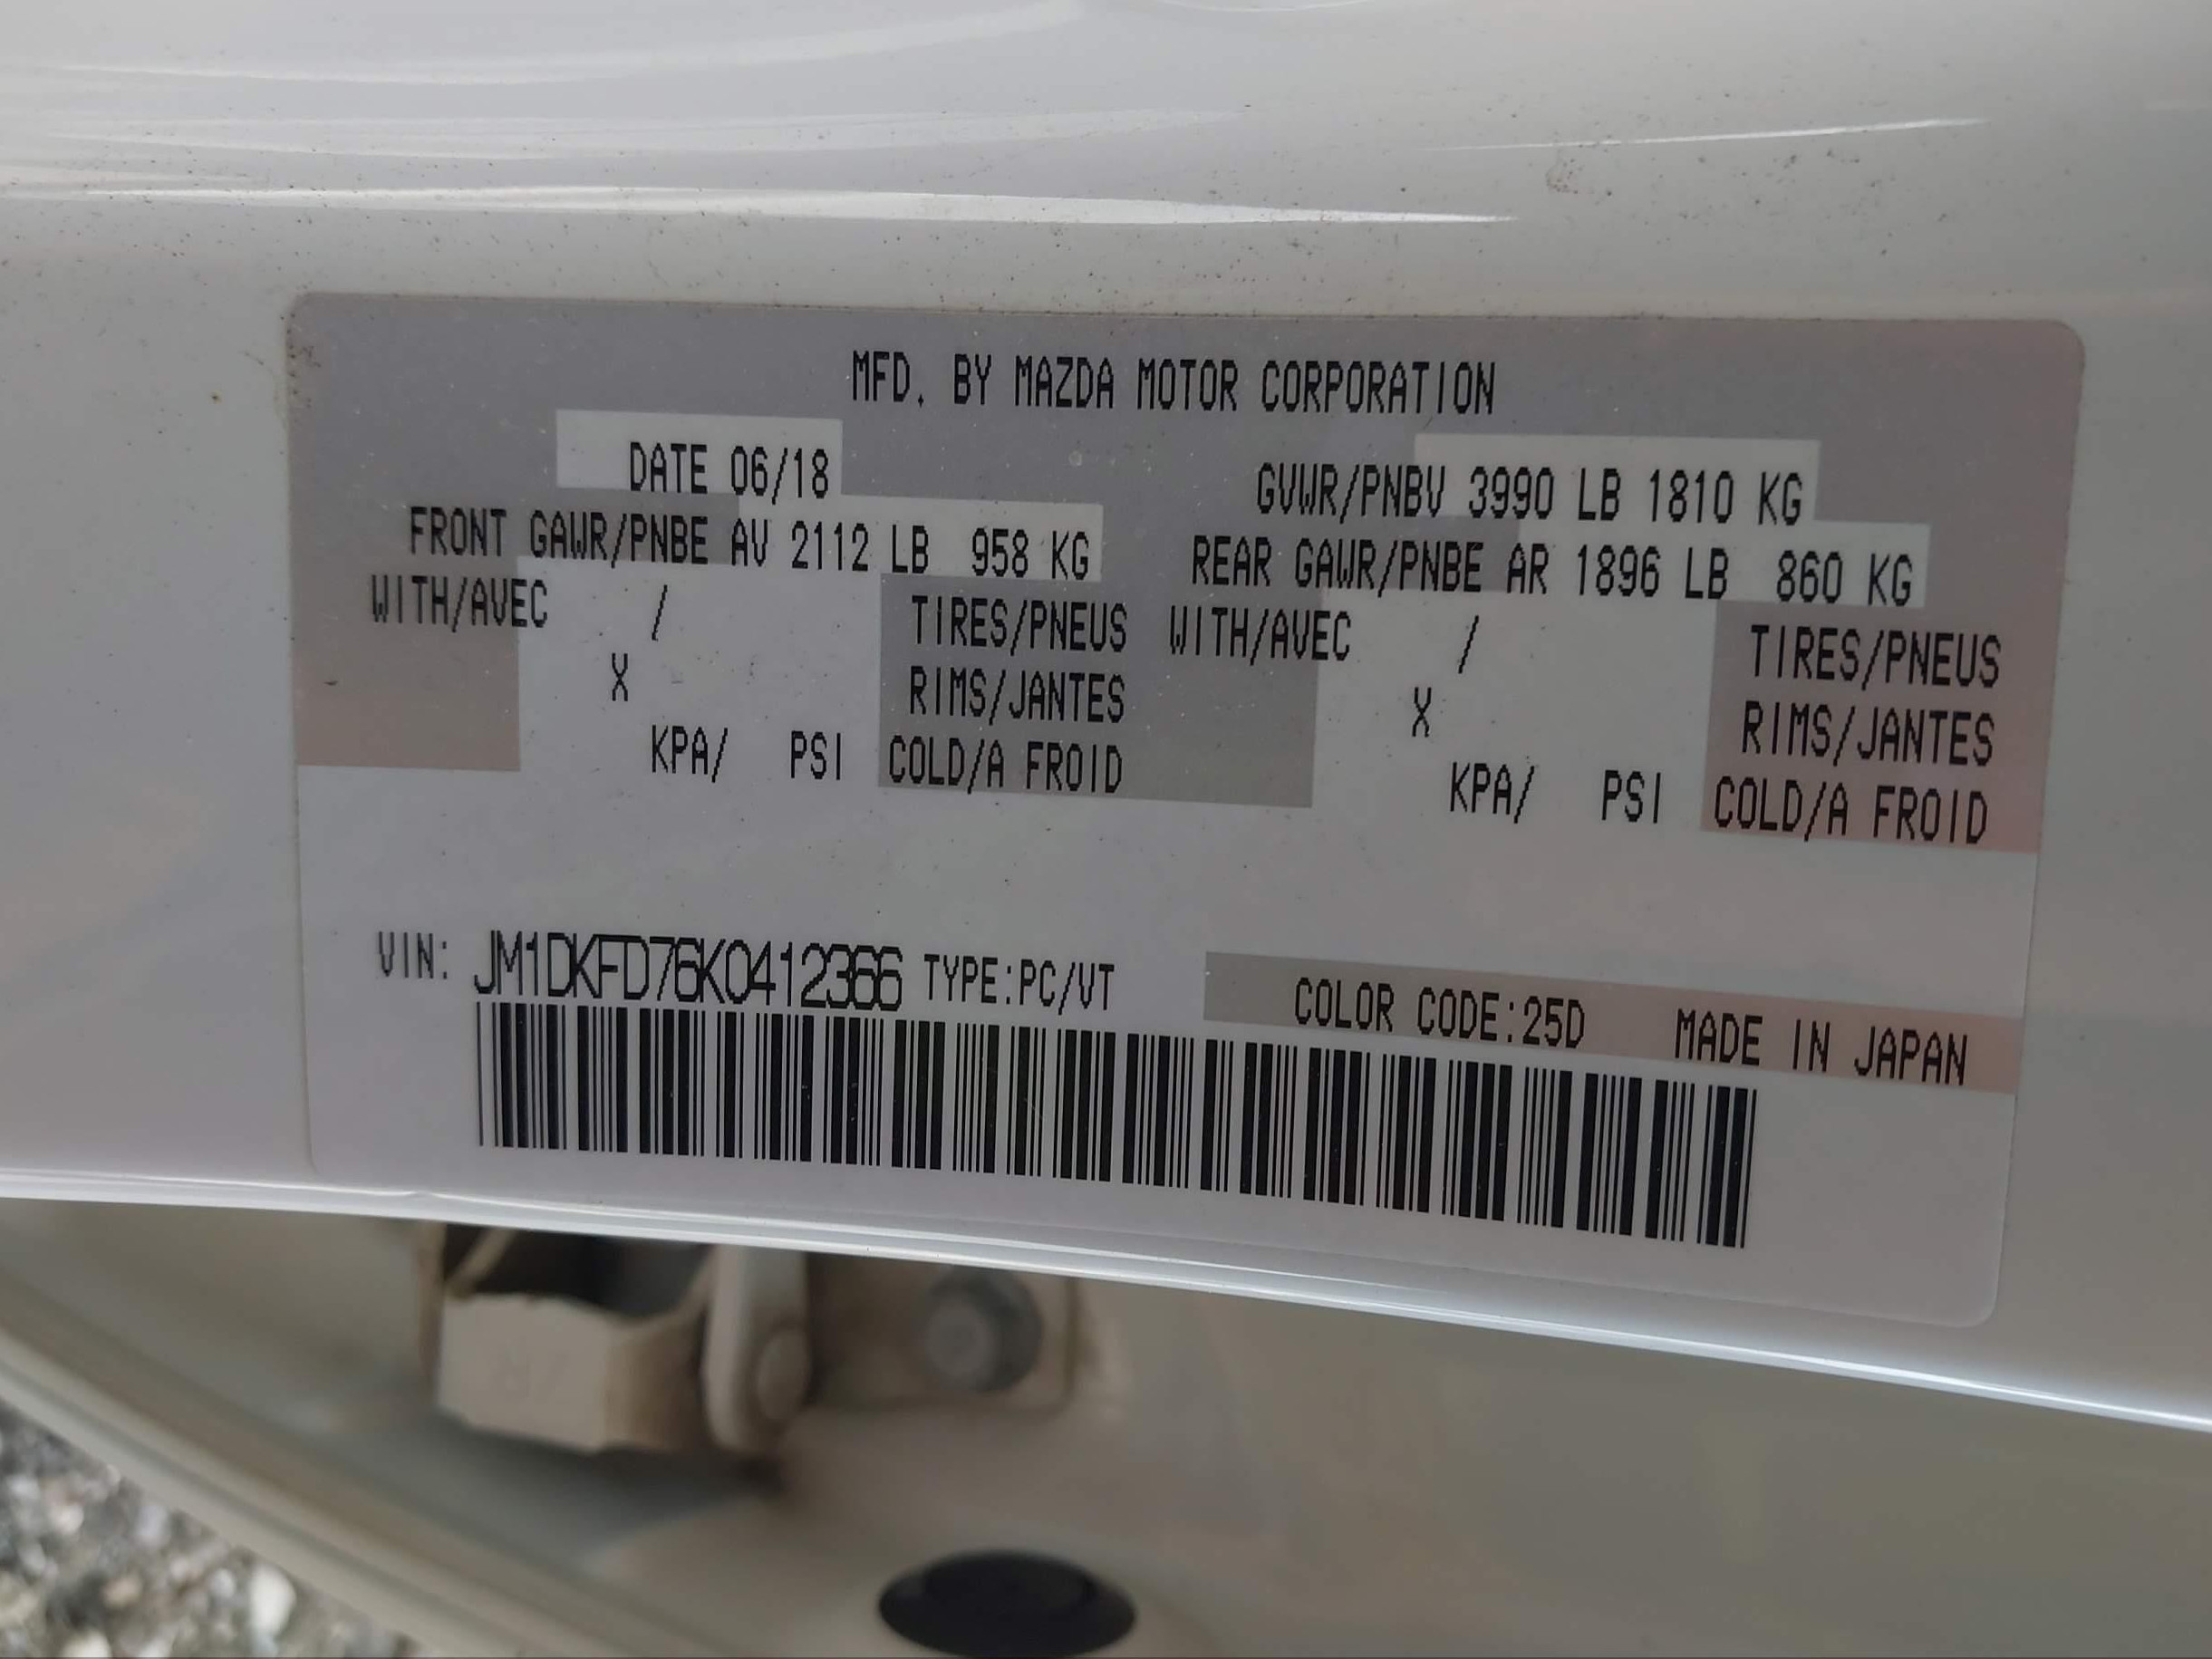 MFD. BY MAZDA MOTOR CORPORATION
DATE 06/18 GVWR/PNBV 3990 LB 1810 KG
FRONT GAWR/PNBE AV 2112 LB 958 KG REAR GAWR/PNBE AR 1896 LB 860 KG
WITH/AVEC / TIRES/PNEUS WITH/AVEC / TIRES/PNEUS
X RIMS/JANTES X RIMS/JANTES
KPA/ PSI COLD/A FROID KPA/ PSI COLD/A FROID
VIN: JM1DKFD76K0412366 TYPE:PC/VT COLOR CODE:25D MADE IN JAPAN